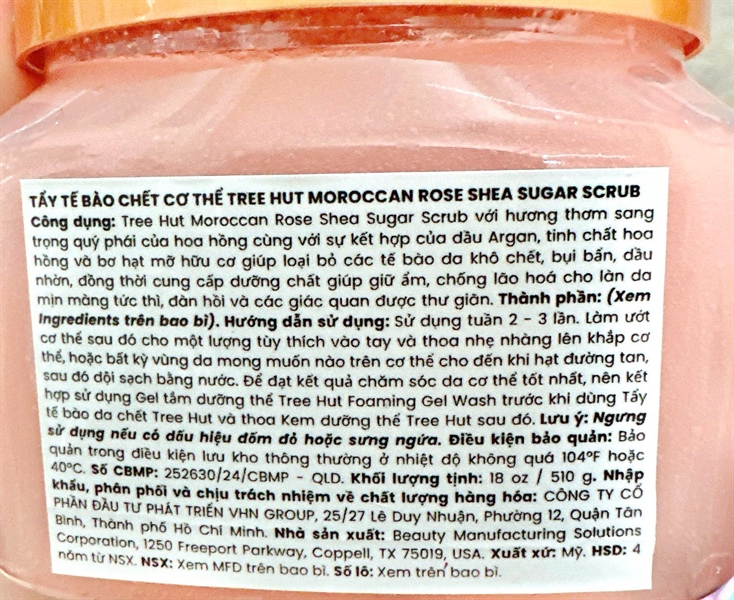 TẨY TẾ BÀO CHẾT CƠ THỂ TREE HUT MOROCCAN ROSE SHEA SUGAR SCRUB
Công dụng: Tree Hut Moroccan Rose Shea Sugar Scrub với hương thơm sang
trọng quý phái của hoa hồng cùng với sự kết hợp của dầu Argan, tinh chất hoa
hồng và bơ hạt mỡ hữu cơ giúp loại bỏ các tế bào da khô chết, bụi bẩn, dầu
nhờn, đồng thời cung cấp dưỡng chất giúp giữ ẩm, chống lão hoá cho làn da
mịn màng tức thì, đàn hồi và các giác quan được thư giãn. Thành phần: (Xem
Ingredients trên bao bì). Hướng dẫn sử dụng: Sử dụng tuần 2 - 3 lần. Làm ướt
cơ thể sau đó cho một lượng tùy thích vào tay và thoa nhẹ nhàng lên khắp cơ
thể, hoặc bất kỳ vùng da mong muốn nào trên cơ thể cho đến khi hạt đường tan,
sau đó dội sạch bằng nước. Để đạt kết quả chăm sóc da cơ thể tốt nhất, nên kết
hợp sử dụng Gel tắm dưỡng thể Tree Hut Foaming Gel Wash trước khi dùng Tẩy
tế bào da chết Tree Hut và thoa Kem dưỡng thể Tree Hut sau đó. Lưu ý: Ngưng
sử dụng nếu có dấu hiệu đốm đỏ hoặc sưng ngứa. Điều kiện bảo quản: Bảo
quản trong điều kiện lưu kho thông thường ở nhiệt độ không quá 104°F hoặc
40°C. Số CBMP: 252630/24/CBMP - QLD. Khối lượng tịnh: 18 oz / 510 g. Nhập
khẩu, phân phối và chịu trách nhiệm về chất lượng hàng hóa: CÔNG TY CỔ
PHẦN ĐẦU TƯ PHÁT TRIỂN VHN GROUP, 25/27 Lê Duy Nhuận, Phường 12, Quận Tân
Bình, Thành phố Hồ Chí Minh. Nhà sản xuất: Beauty Manufacturing Solutions
Corporation, 1250 Freeport Parkway, Coppell, TX 75019, USA. Xuất xứ: Mỹ. HSD: 4
năm từ NSX. NSX: Xem MFD trên bao bì. Số lô: Xem trên bao bì.